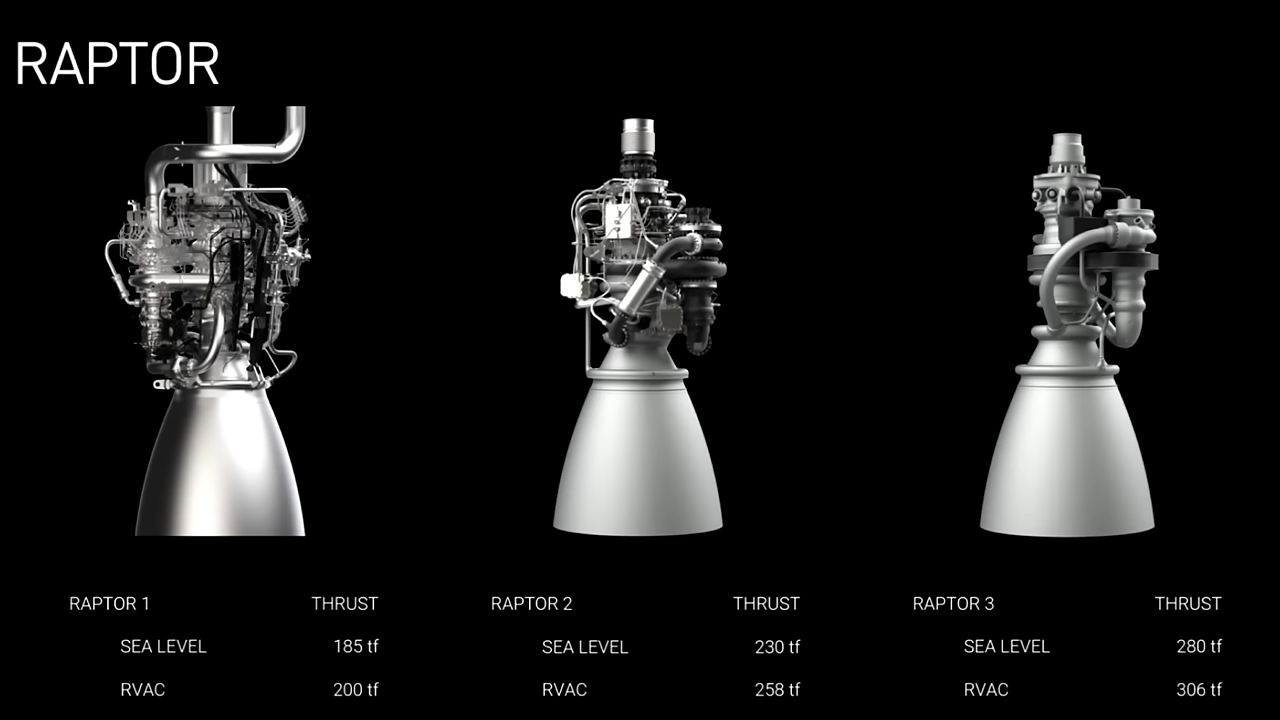 RAPTOR
RAPTOR 1 THRUST
SEA LEVEL 185 tf
RVAC 200 tf
RAPTOR 2 THRUST
SEA LEVEL 230 tf
RVAC 258 tf
RAPTOR 3 THRUST
SEA LEVEL 280 tf
RVAC 306 tf